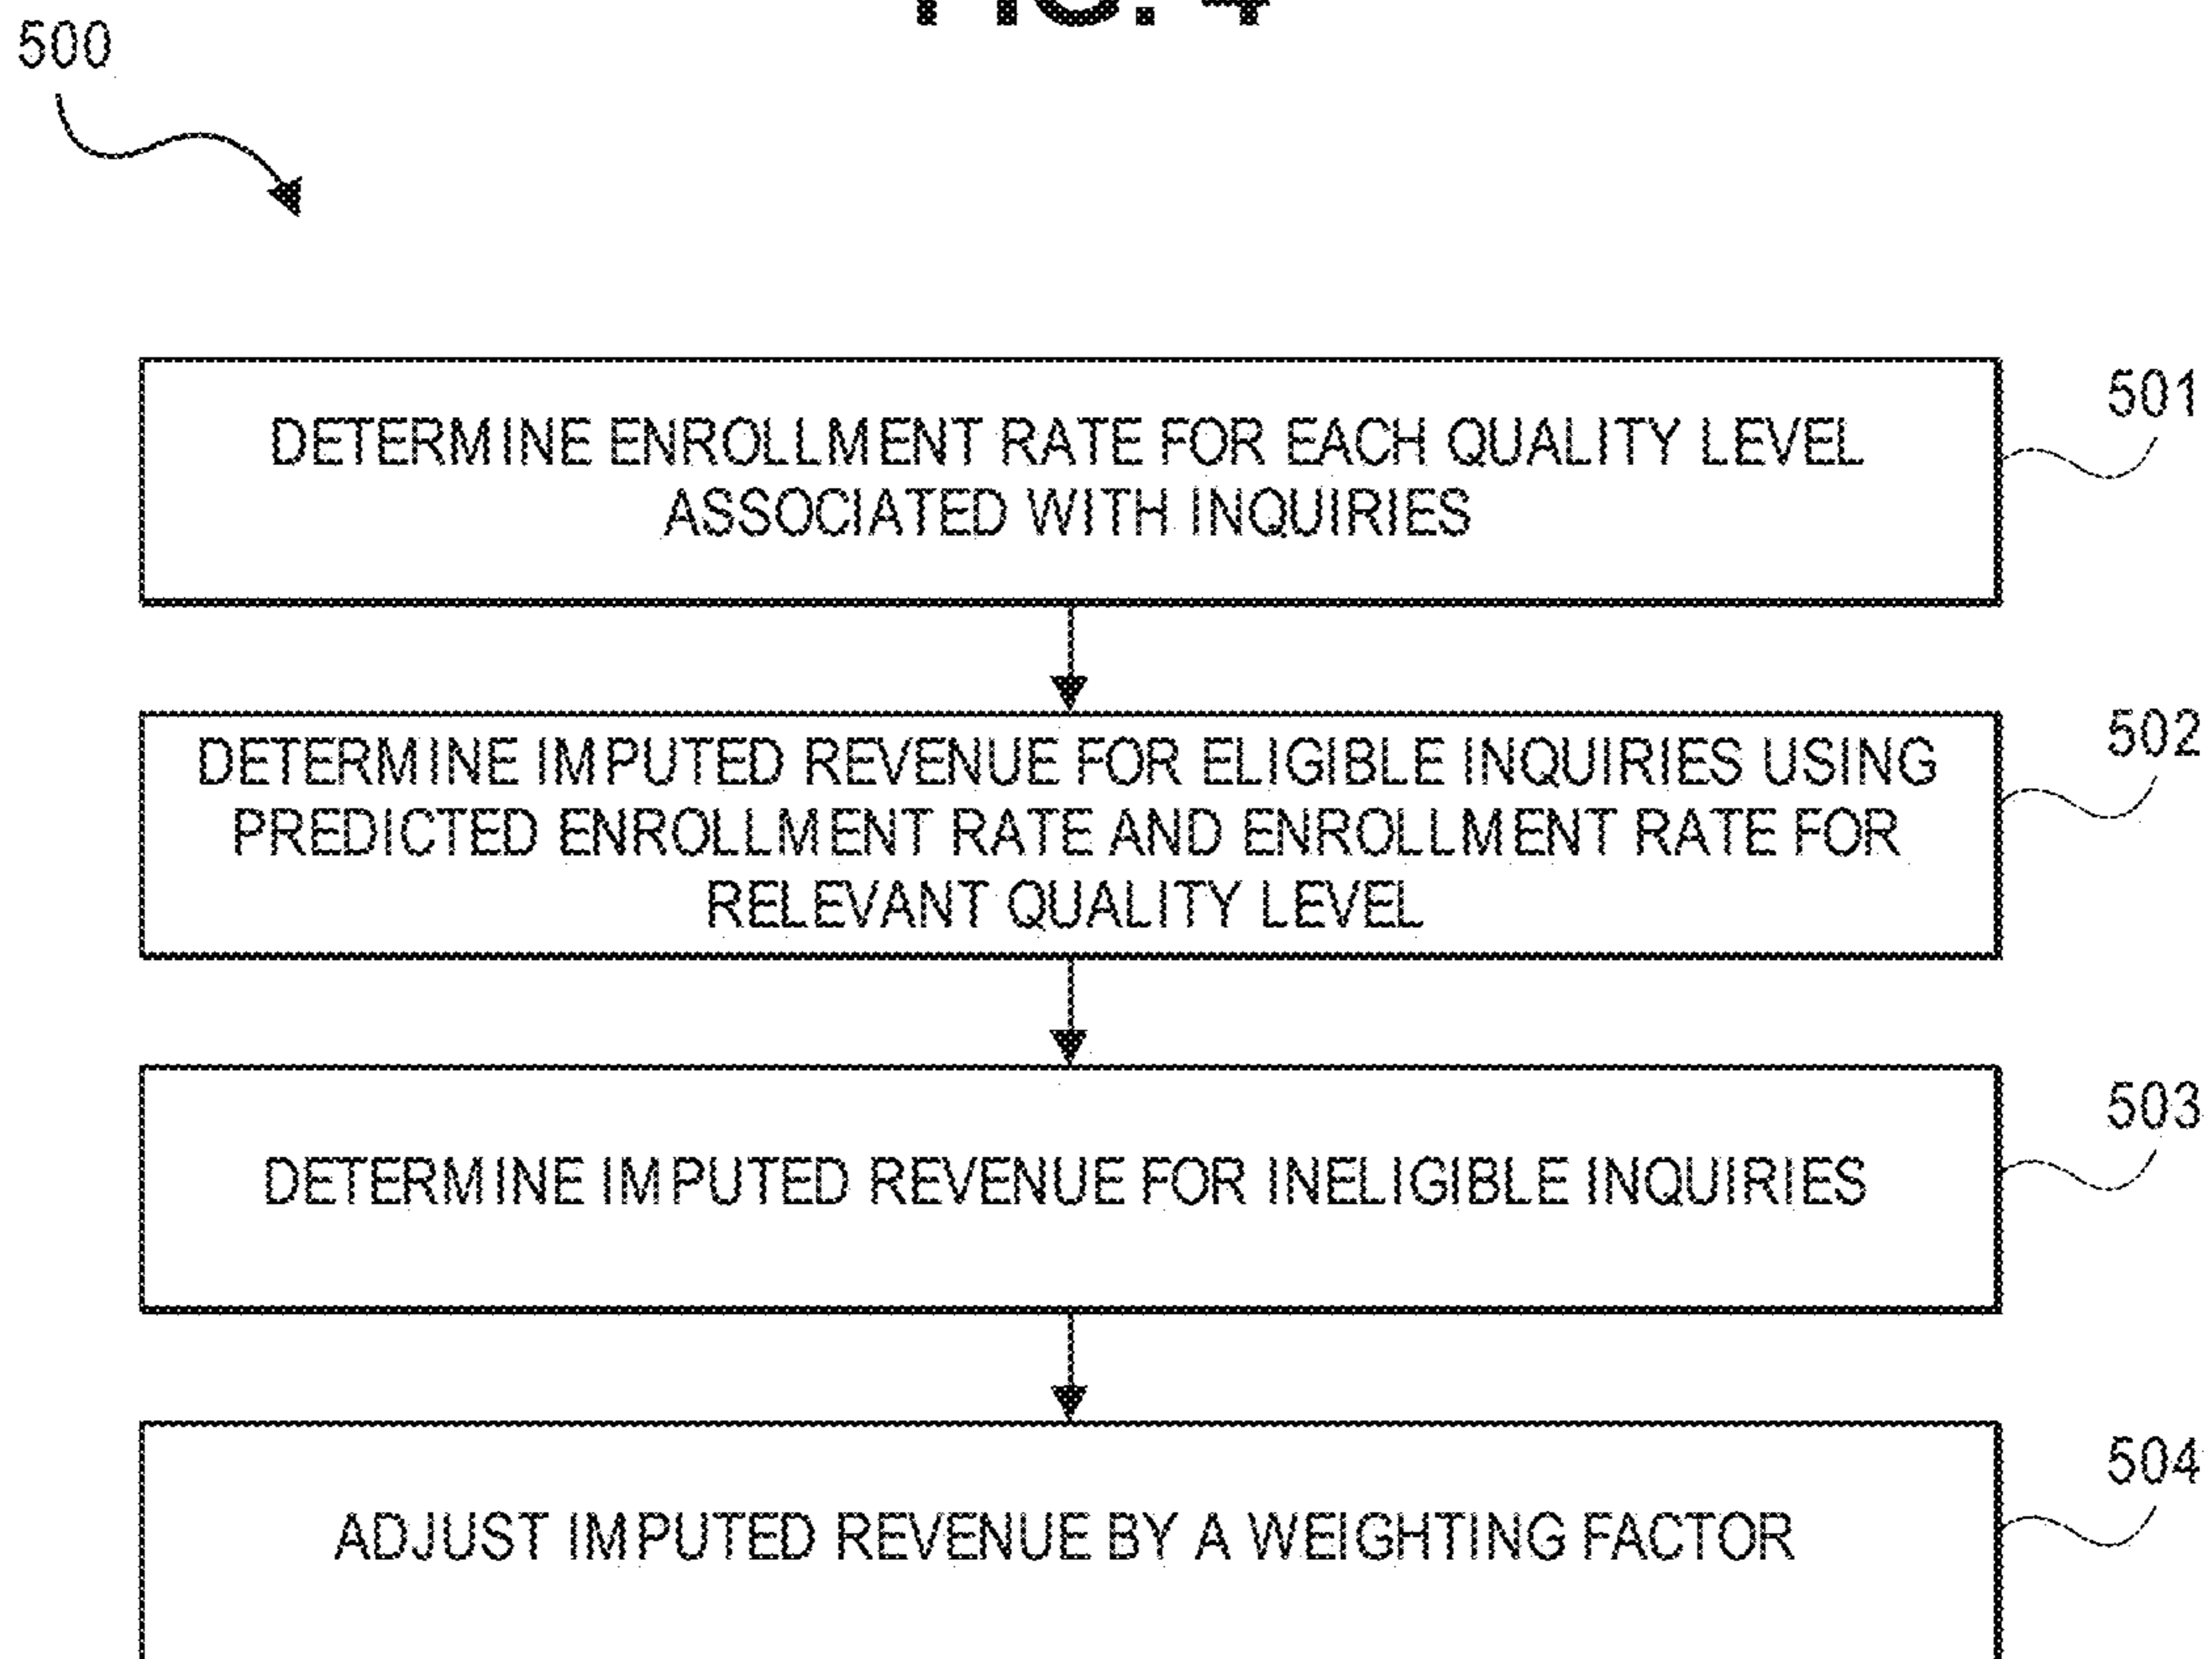 FIG. 4
500
DETERMINE ENROLLMENT RATE FOR EACH QUALITY LEVEL
ASSOCIATED WITH INQUIRIES
501
DETERMINE IMPUTED REVENUE FOR ELIGIBLE INQUIRIES USING
PREDICTED ENROLLMENT RATE AND ENROLLMENT RATE FOR
RELEVANT QUALITY LEVEL
502
DETERMINE IMPUTED REVENUE FOR INELIGIBLE INQUIRIES
503
ADJUST IMPUTED REVENUE BY A WEIGHTING FACTOR
504